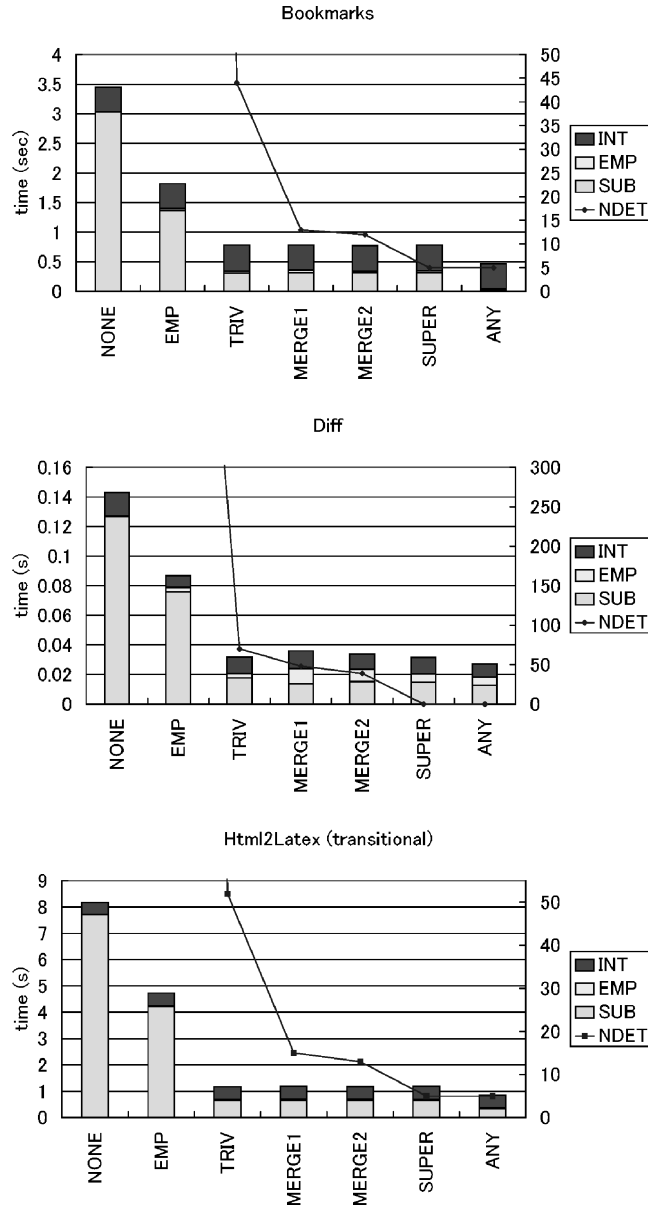 Bookmarks
4
3.5
3
2.5
2
1.5
1
0.5
0
time (sec)
50
45
40
35
30
25
20
15
10
5
0
INT
EMP
SUB
NDET
NONE
EMP
TRIV
MERGE1
MERGE2
SUPER
ANY
Diff
0.16
0.14
0.12
0.1
0.08
0.06
0.04
0.02
0
time (s)
300
250
200
150
100
50
0
INT
EMP
SUB
NDET
NONE
EMP
TRIV
MERGE1
MERGE2
SUPER
ANY
Html2Latex (transitional)
9
8
7
6
5
4
3
2
1
0
time (s)
50
40
30
20
10
0
INT
EMP
SUB
NDET
NONE
EMP
TRIV
MERGE1
MERGE2
SUPER
ANY